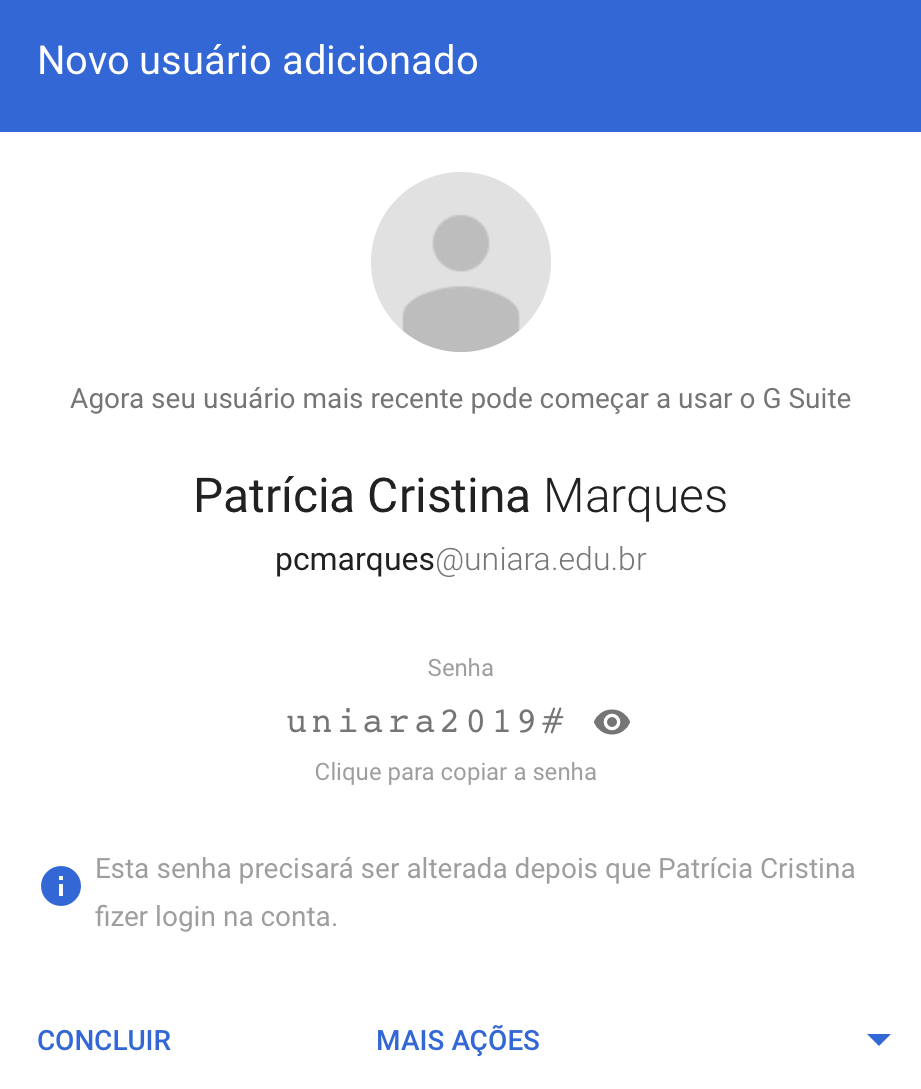 Novo usuário adicionado
Agora seu usuário mais recente pode começar a usar o G Suite
Patrícia Cristina Marques
pcmarques@uniara.edu.br
Senha
uniara2019#
Clique para copiar a senha
Esta senha precisará ser alterada depois que Patrícia Cristina
fizer login na conta.
CONCLUIR MAIS AÇÕES